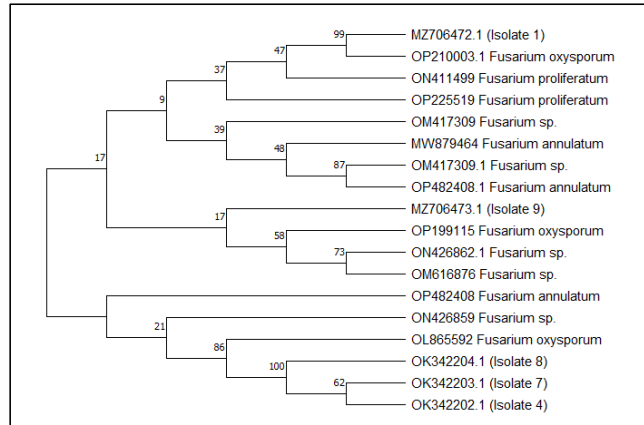 99 MZ706472.1 (Isolate 1)
47 OP210003.1 Fusarium oxysporum
37 ON411499 Fusarium proliferatum
9 OP225519 Fusarium proliferatum
39 OM417309 Fusarium sp.
48 MW879464 Fusarium annulatum
17 87 OM417309.1 Fusarium sp.
OP482408.1 Fusarium annulatum
17 MZ706473.1 (Isolate 9)
58 OP199115 Fusarium oxysporum
73 ON426862.1 Fusarium sp.
OM616876 Fusarium sp.
OP482408 Fusarium annulatum
21 ON426859 Fusarium sp.
86 OL865592 Fusarium oxysporum
100 OK342204.1 (Isolate 8)
62 OK342203.1 (Isolate 7)
OK342202.1 (Isolate 4)